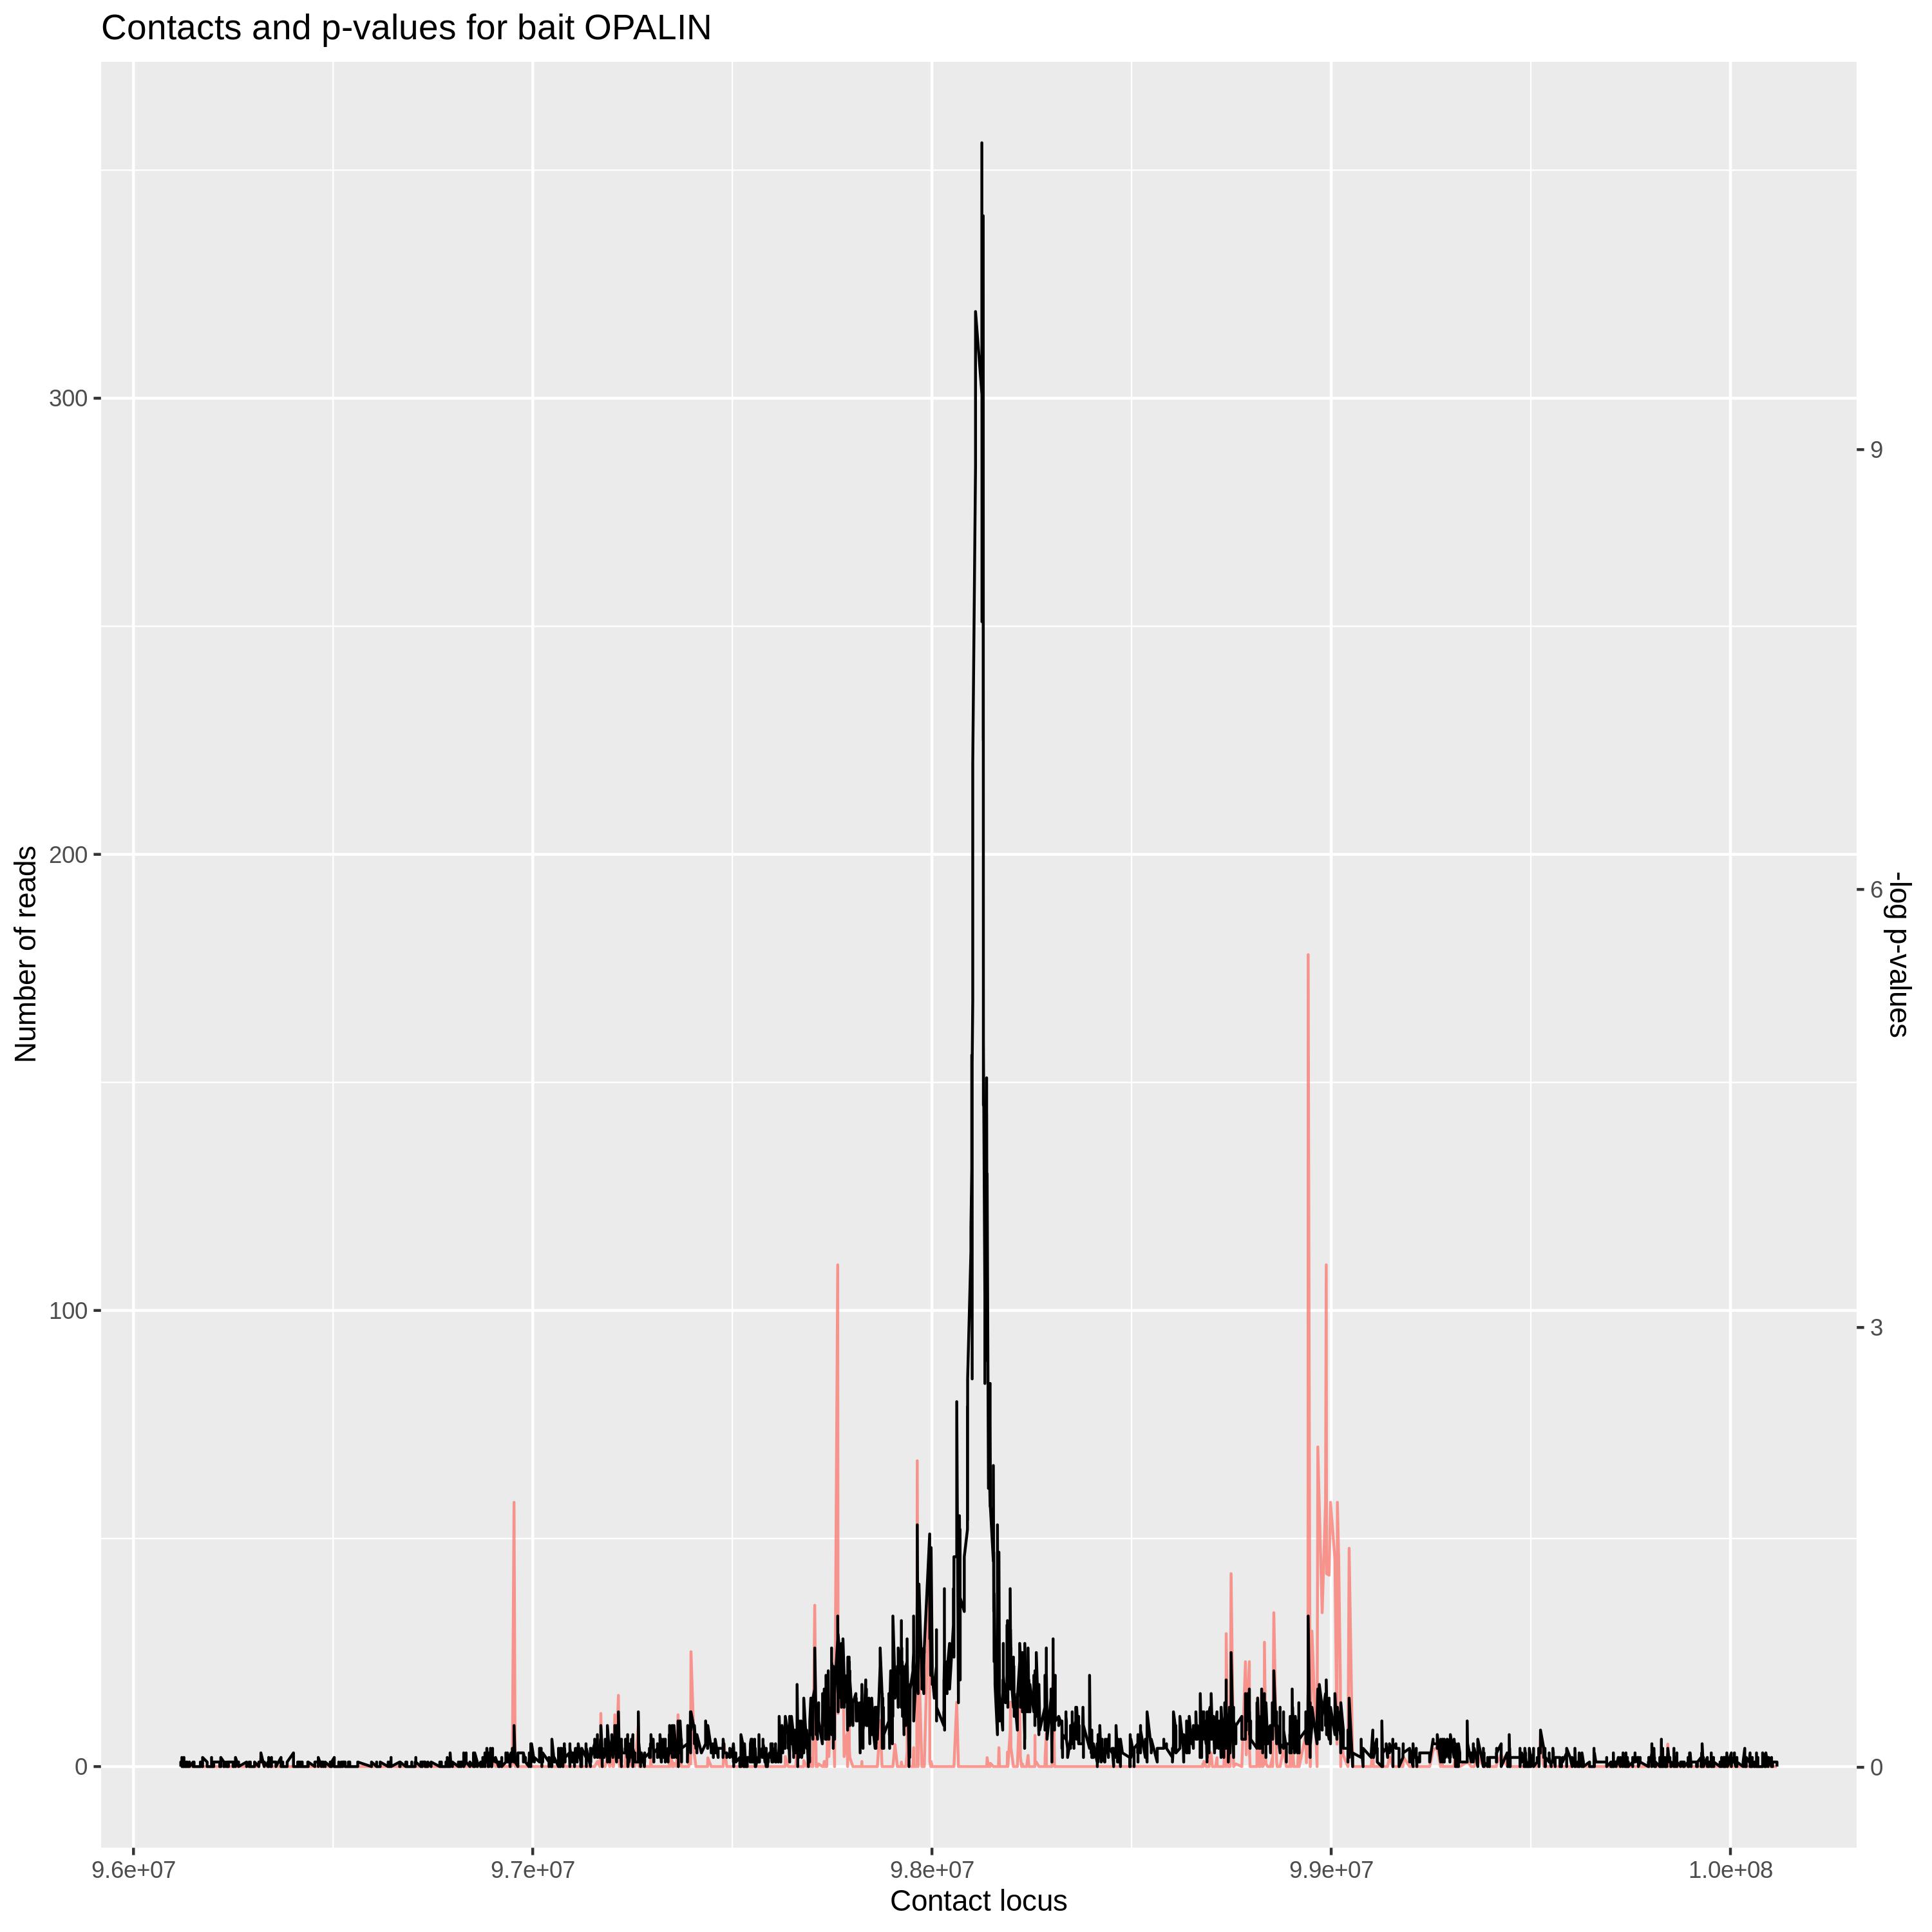 Contacts and p-values for bait OPALIN
Number of reads
300
200
100
0
9
6
3
0
-log p-values
9.6e+07
9.7e+07
9.8e+07
9.9e+07
1.0e+08
Contact locus